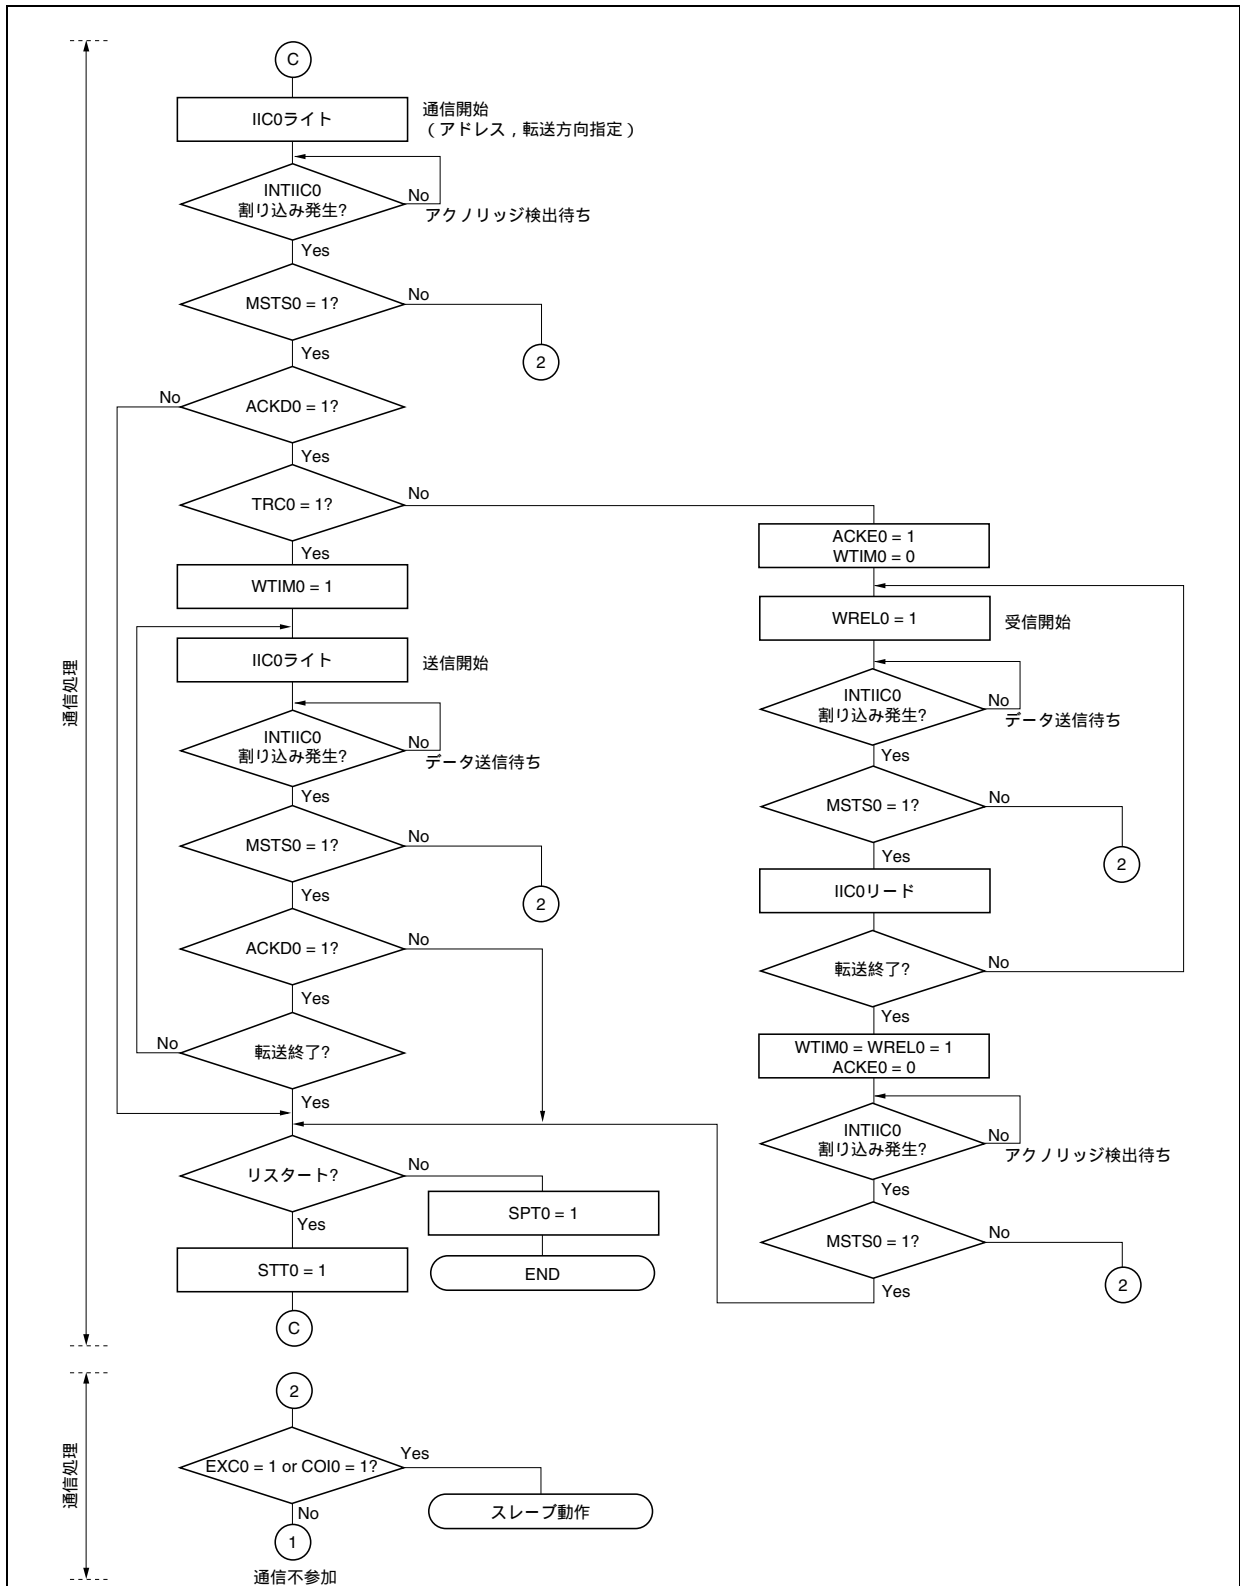 C
IIC0ライト
通信開始
（アドレス，転送方向指定）
INTIIC0
割り込み発生?
No
アクノリッジ検出待ち
Yes
MSTS0 = 1?
No
2
Yes
ACKD0 = 1?
No
Yes
TRC0 = 1?
No
Yes
WTIM0 = 1
IIC0ライト
送信開始
INTIIC0
割り込み発生?
No
データ送信待ち
Yes
MSTS0 = 1?
No
2
Yes
ACKD0 = 1?
No
Yes
転送終了?
No
Yes
リスタート?
No
SPT0 = 1
END
Yes
STT0 = 1
C
ACKE0 = 1
WTIM0 = 0
WREL0 = 1
受信開始
INTIIC0
割り込み発生?
No
データ送信待ち
Yes
MSTS0 = 1?
No
2
Yes
IIC0リード
転送終了?
No
Yes
WTIM0 = WREL0 = 1
ACKE0 = 0
INTIIC0
割り込み発生?
No
アクノリッジ検出待ち
Yes
MSTS0 = 1?
No
2
Yes
通信処理
2
EXC0 = 1 or COI0 = 1?
Yes
スレーブ動作
No
1
通信不参加
通信処理